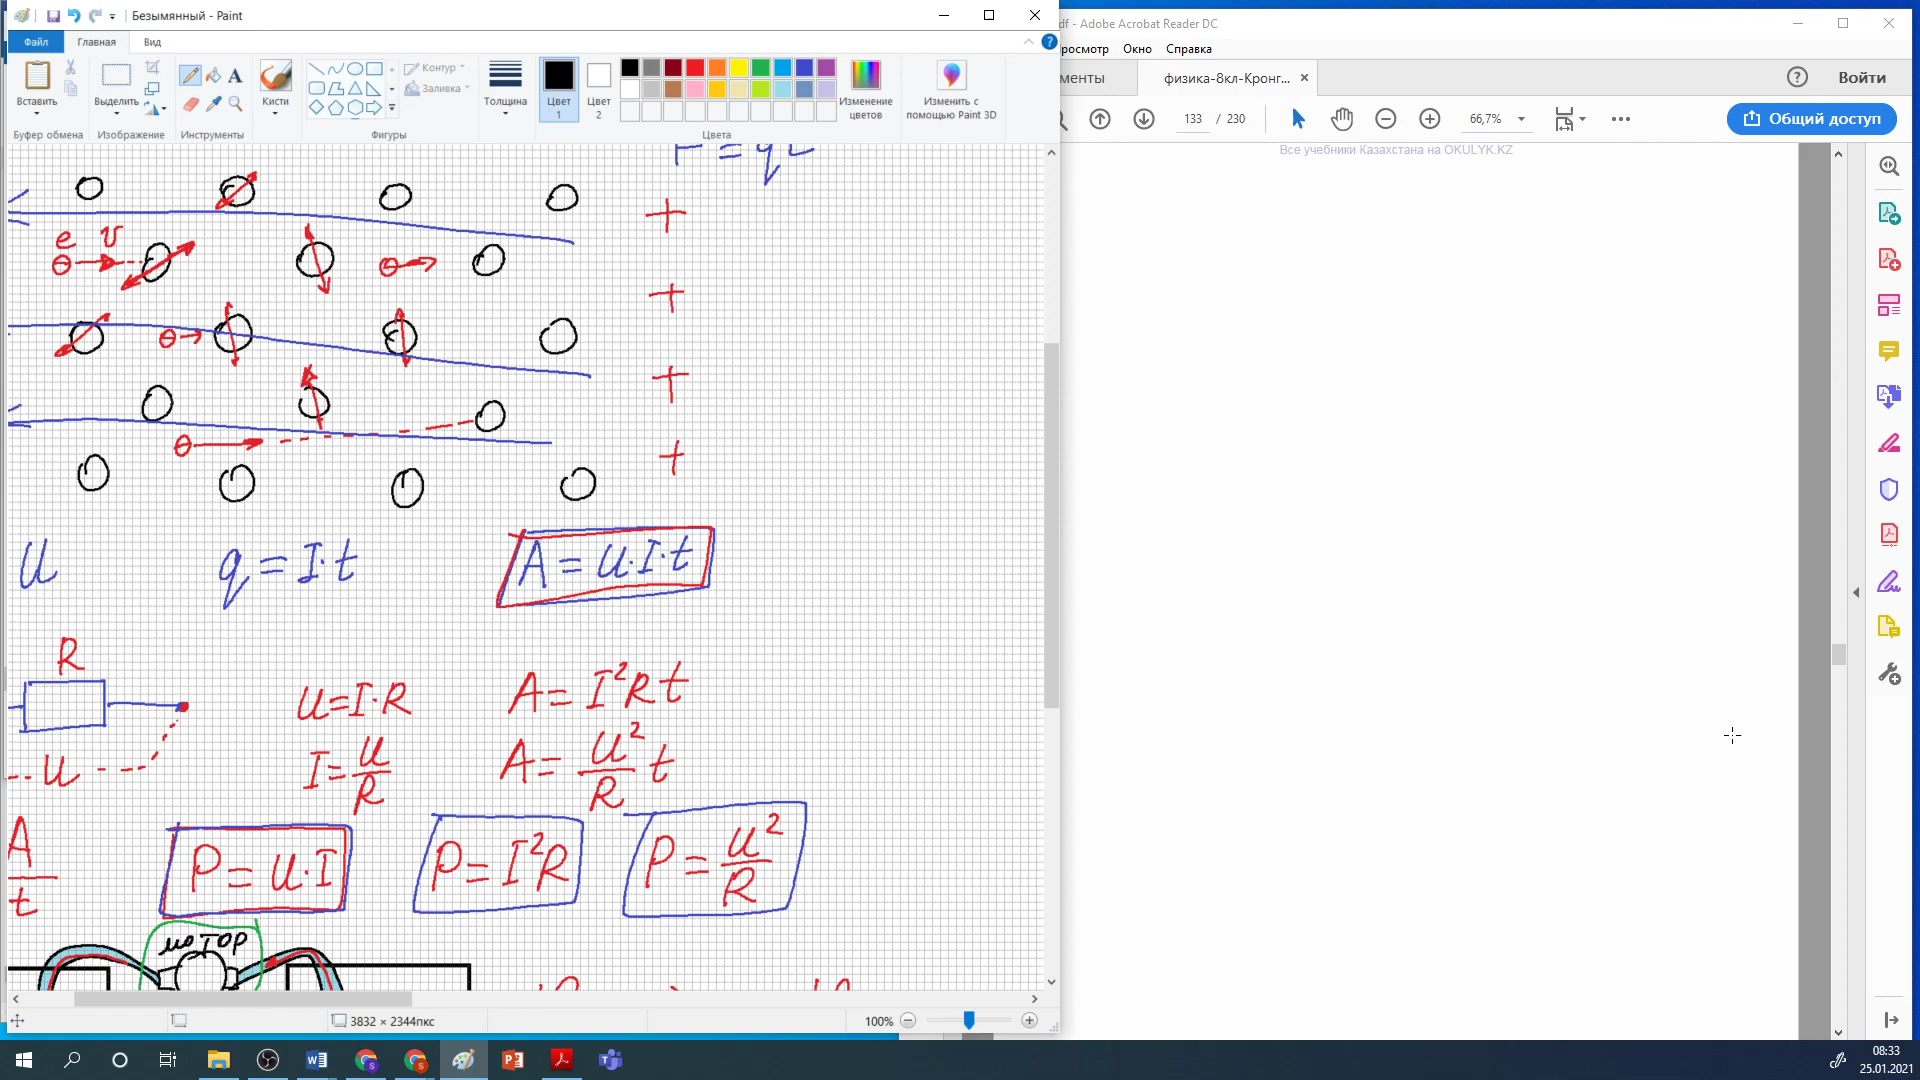 Безымянный - Paint
Файл Главная Вид
Вставить
Выделить
Кисти
Контур
Заливка
Толщина
Цвет 1
Цвет 2
Изменение цветов
Изменить с помощью Paint 3D
Буфер обмена Изображение Инструменты Фигуры Цвета
df - Adobe Acrobat Reader DC
росмотр Окно Справка
менты
физика-8кл-Кронг...
Войти
133 / 230
66,7%
Общий доступ
Все учебники Казахстана на OKULYK.KZ
e v
U
q = I·t
A = U·I·t
R
U = I·R
A = I²Rt
U
I = U/R
A = U²/R t
A/t
P = U·I
P = I²R
P = U²/R
мотор
3832 × 2344пкс
100%
08:33
25.01.2021